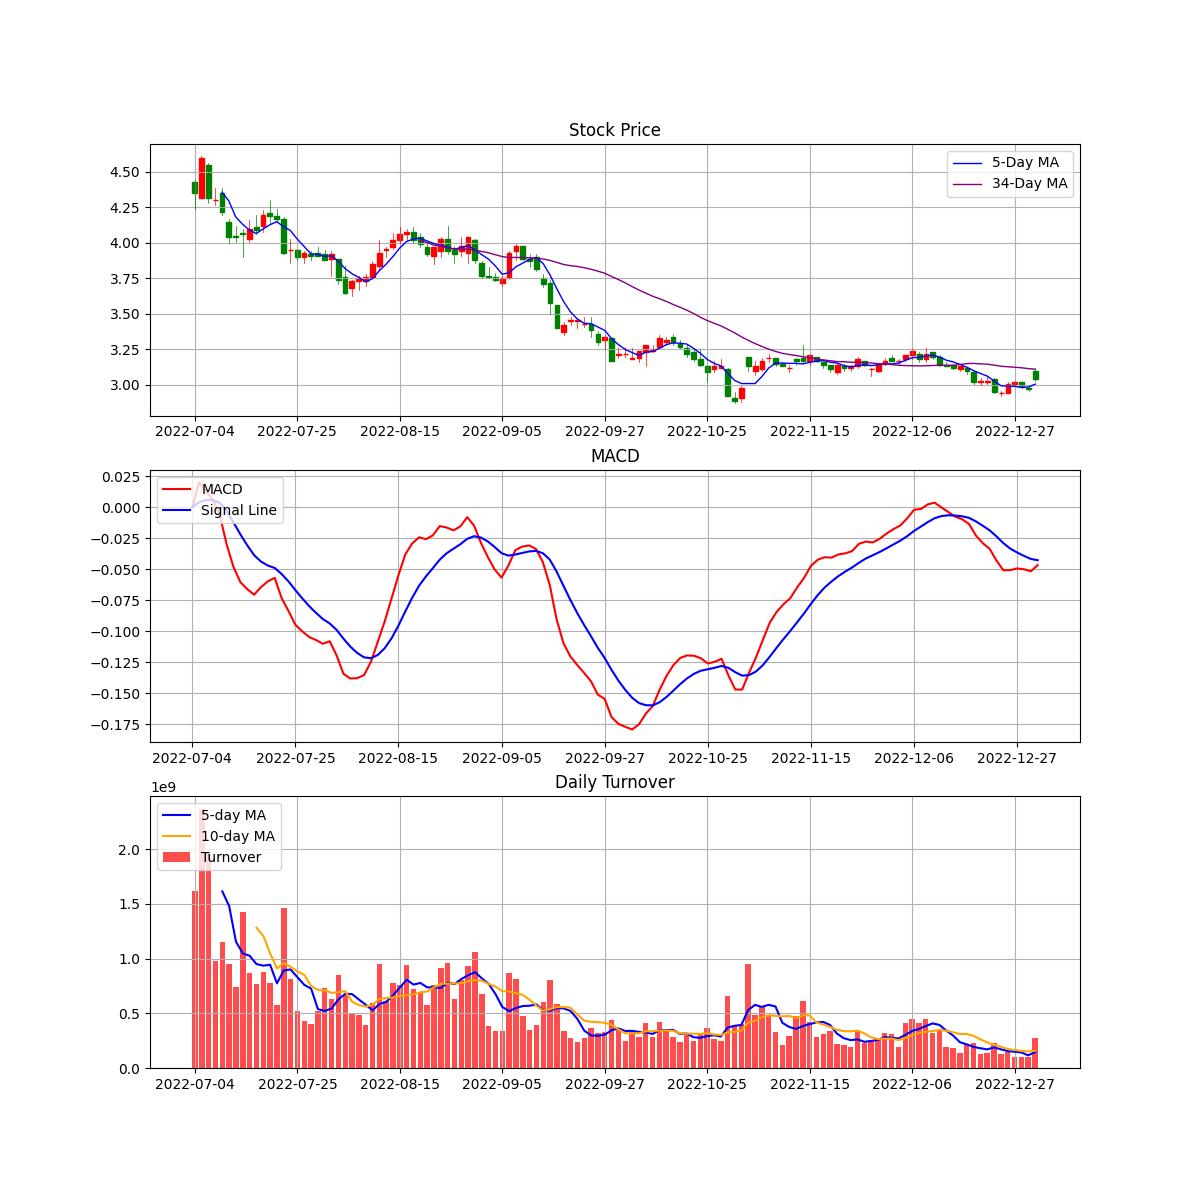 Stock Price
5-Day MA
34-Day MA
4.50
4.25
4.00
3.75
3.50
3.25
3.00
2022-07-04 2022-07-25 2022-08-15 2022-09-05 2022-09-27 2022-10-25 2022-11-15 2022-12-06 2022-12-27
MACD
MACD
Signal Line
0.025
0.000
−0.025
−0.050
−0.075
−0.100
−0.125
−0.150
−0.175
2022-07-04 2022-07-25 2022-08-15 2022-09-05 2022-09-27 2022-10-25 2022-11-15 2022-12-06 2022-12-27
Daily Turnover
1e9
5-day MA
10-day MA
Turnover
2.0
1.5
1.0
0.5
0.0
2022-07-04 2022-07-25 2022-08-15 2022-09-05 2022-09-27 2022-10-25 2022-11-15 2022-12-06 2022-12-27